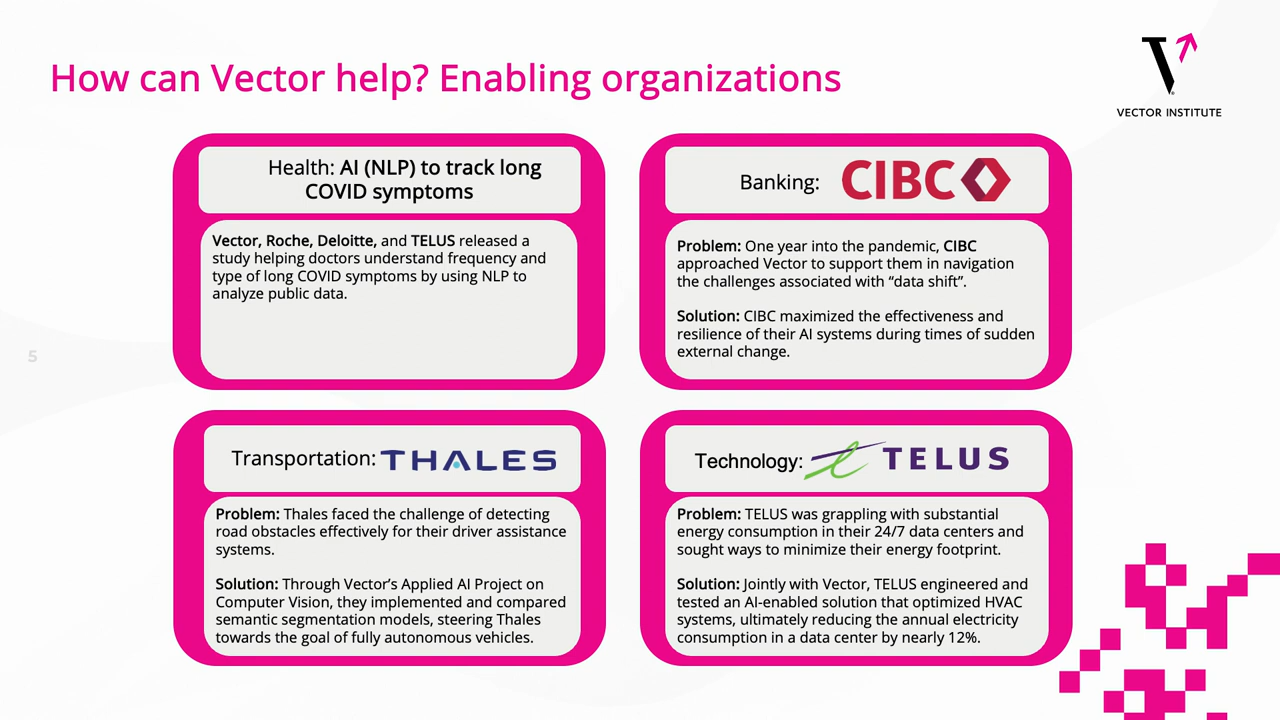 How can Vector help? Enabling organizations
VECTOR INSTITUTE
Health: AI (NLP) to track long
COVID symptoms
Vector, Roche, Deloitte, and TELUS released a
study helping doctors understand frequency and
type of long COVID symptoms by using NLP to
analyze public data.
Banking: CIBC
Problem: One year into the pandemic, CIBC
approached Vector to support them in navigation
the challenges associated with “data shift”.
Solution: CIBC maximized the effectiveness and
resilience of their AI systems during times of sudden
external change.
5
Transportation: THALES
Problem: Thales faced the challenge of detecting
road obstacles effectively for their driver assistance
systems.
Solution: Through Vector’s Applied AI Project on
Computer Vision, they implemented and compared
semantic segmentation models, steering Thales
towards the goal of fully autonomous vehicles.
Technology: TELUS
Problem: TELUS was grappling with substantial
energy consumption in their 24/7 data centers and
sought ways to minimize their energy footprint.
Solution: Jointly with Vector, TELUS engineered and
tested an AI-enabled solution that optimized HVAC
systems, ultimately reducing the annual electricity
consumption in a data center by nearly 12%.